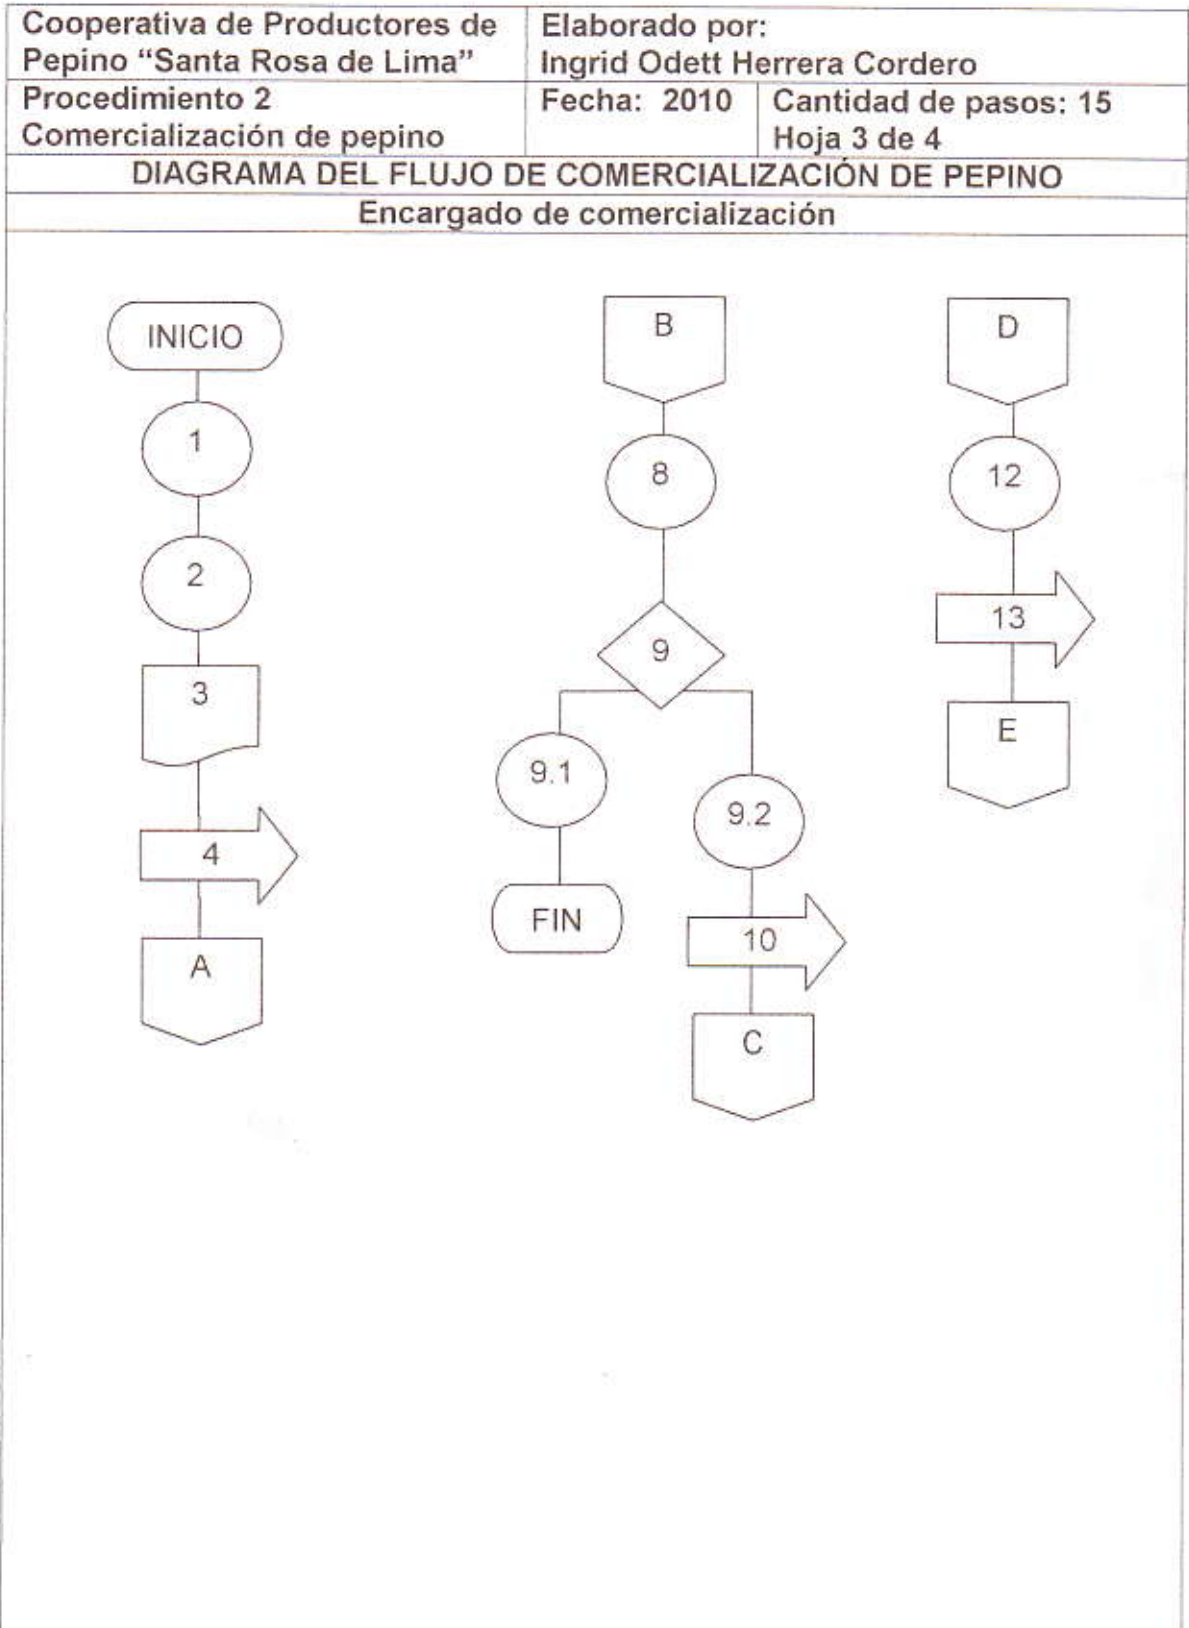 Cooperativa de Productores de
Pepino “Santa Rosa de Lima”
Elaborado por:
Ingrid Odett Herrera Cordero
Procedimiento 2
Comercialización de pepino
Fecha: 2010
Cantidad de pasos: 15
Hoja 3 de 4
DIAGRAMA DEL FLUJO DE COMERCIALIZACIÓN DE PEPINO
Encargado de comercialización
INICIO
1
2
3
4
A
B
8
9
9.1
FIN
9.2
10
C
D
12
13
E